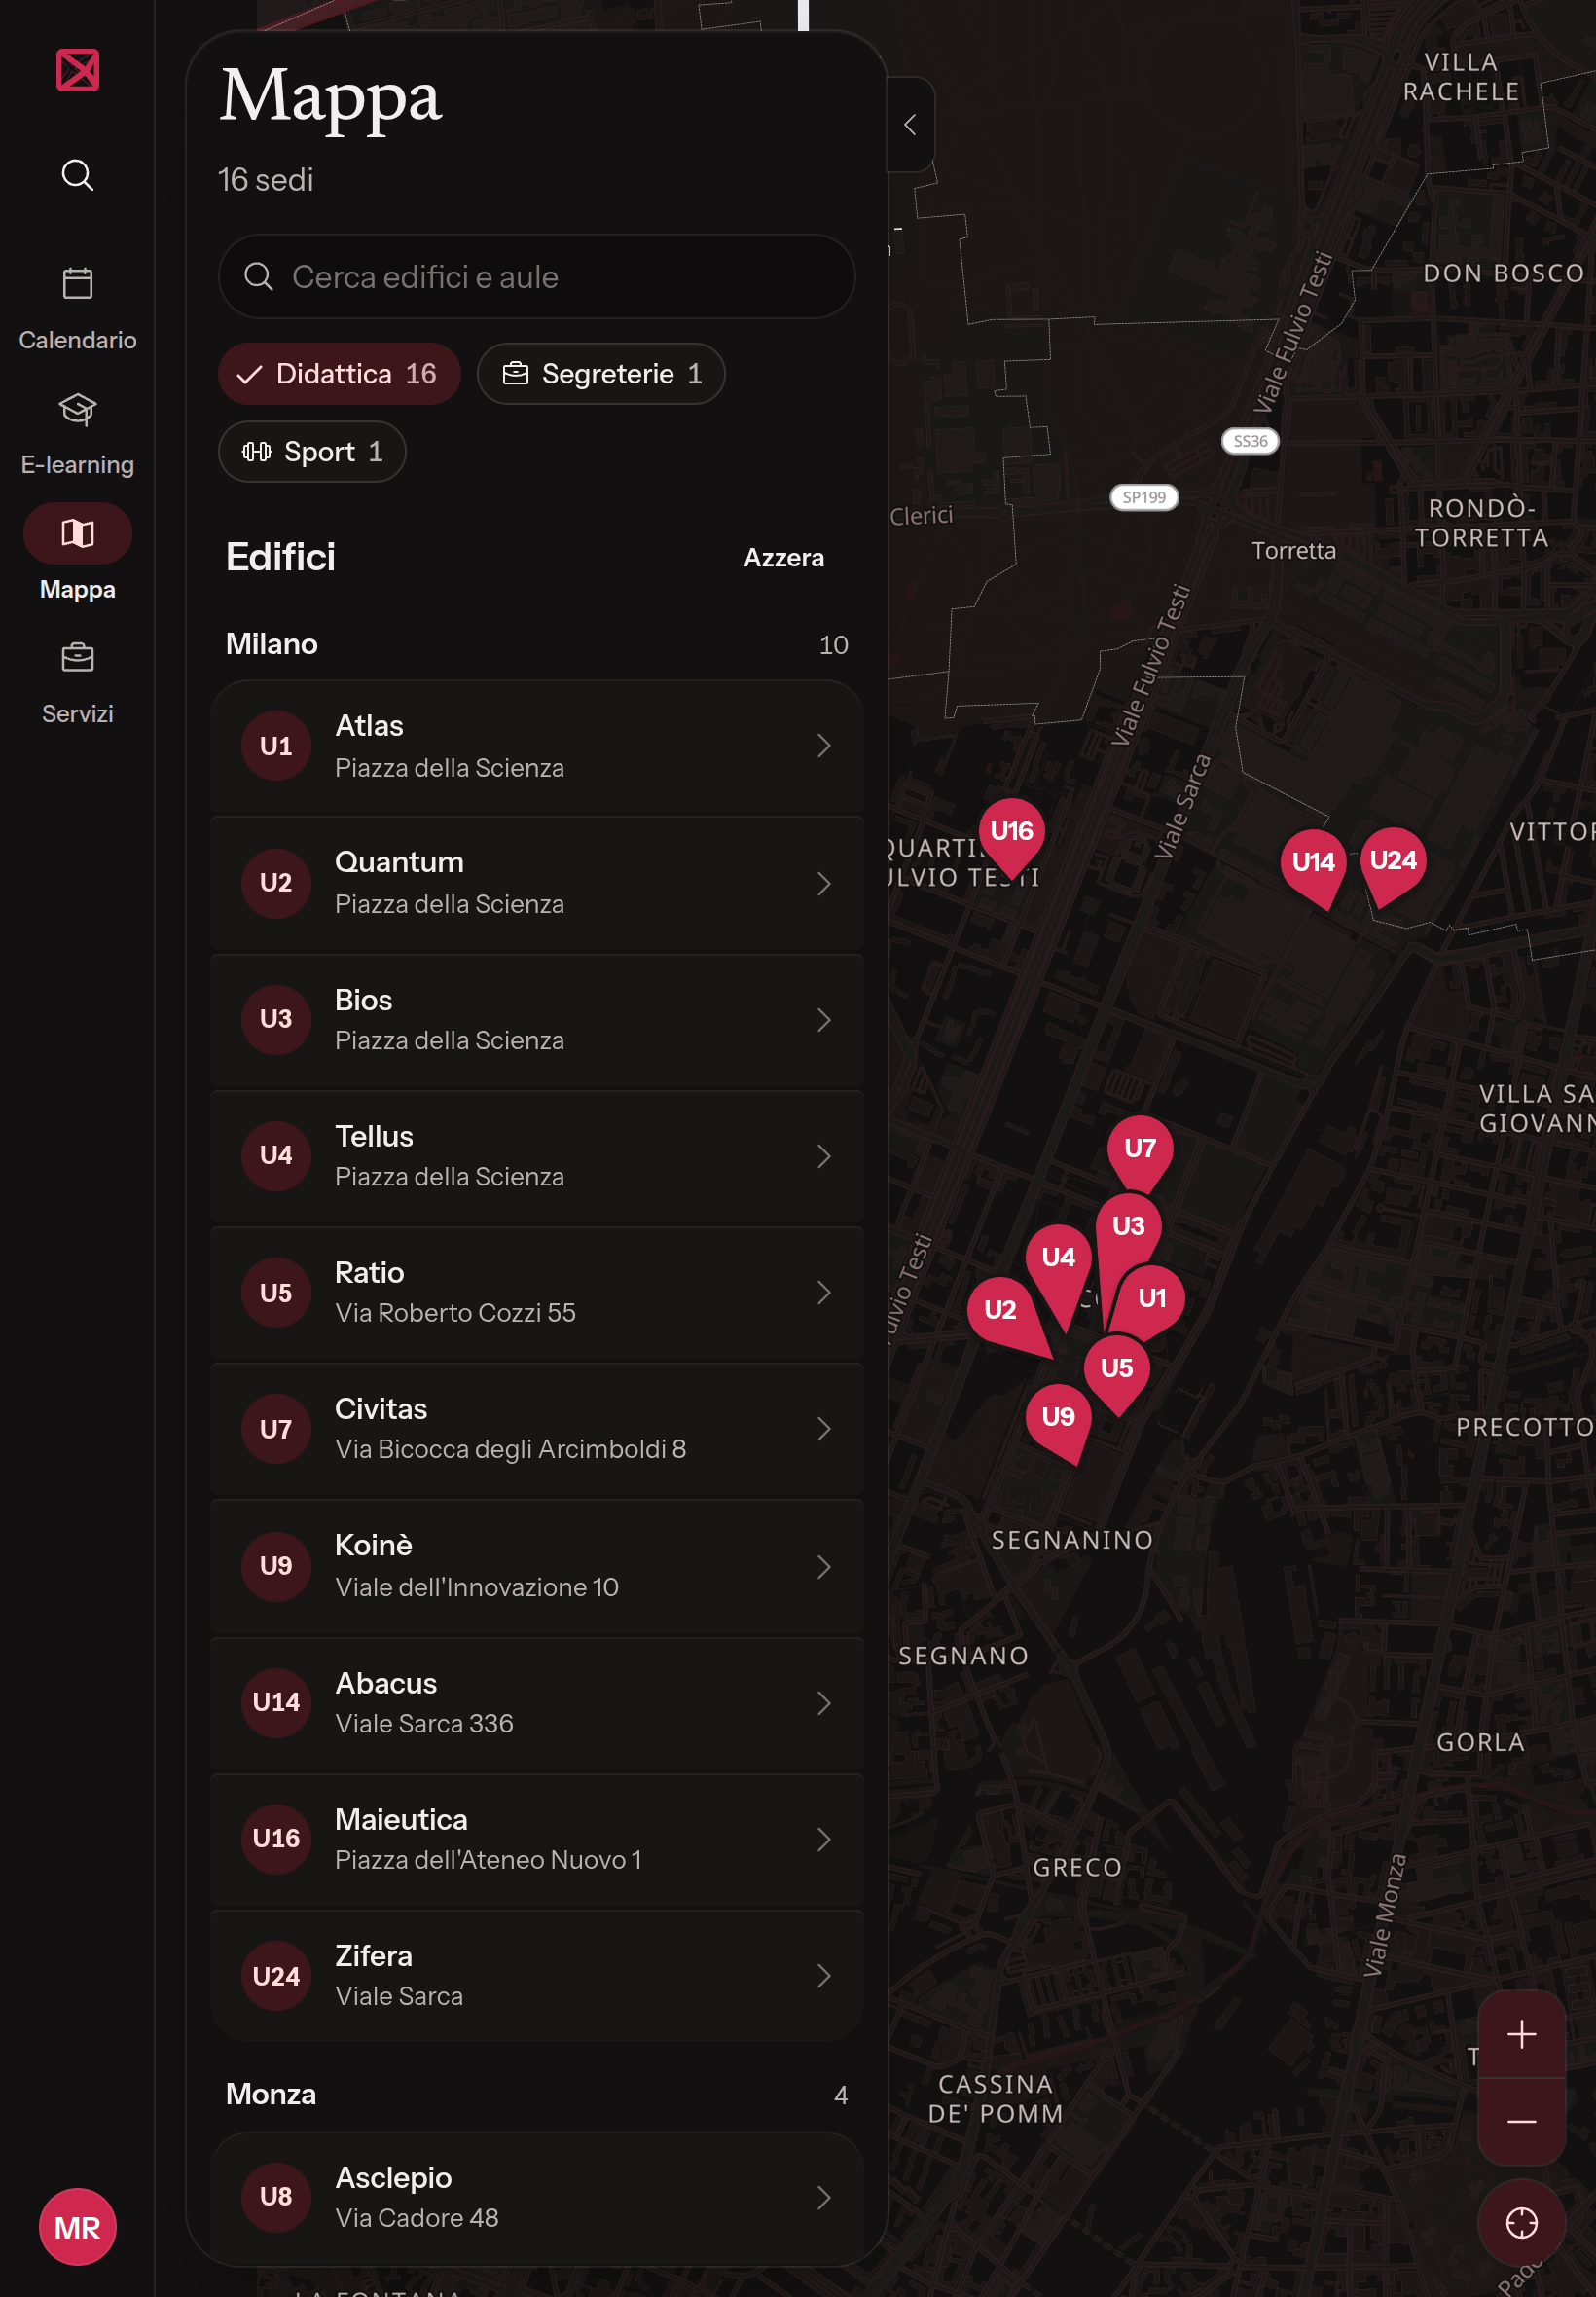 Mappa
16 sedi
Cerca edifici e aule
Didattica 16
Segreterie 1
Sport 1
Edifici
Azzera
Milano
10
U1
Atlas
Piazza della Scienza
U2
Quantum
Piazza della Scienza
U3
Bios
Piazza della Scienza
U4
Tellus
Piazza della Scienza
U5
Ratio
Via Roberto Cozzi 55
U7
Civitas
Via Bicocca degli Arcimboldi 8
U9
Koinè
Viale dell'Innovazione 10
U14
Abacus
Viale Sarca 336
U16
Maieutica
Piazza dell'Ateneo Nuovo 1
U24
Zifera
Viale Sarca
Monza
4
U8
Asclepio
Via Cadore 48
Calendario
E-learning
Mappa
Servizi
MR
VILLA
RACHELE
DON BOSCO
Viale Fulvio Testi
SS36
SP199
Clerici
RONDÒ-
TORRETTA
Torretta
Viale Fulvio Testi
Viale Sarca
U16
U14
U24
TESTI
VILLA
U7
U3
U4
U1
U2
U5
U9
Testi
PRECOTTO
SEGNANINO
SEGNANO
GORLA
GRECO
Viale Monza
CASSINA
DE' POMM